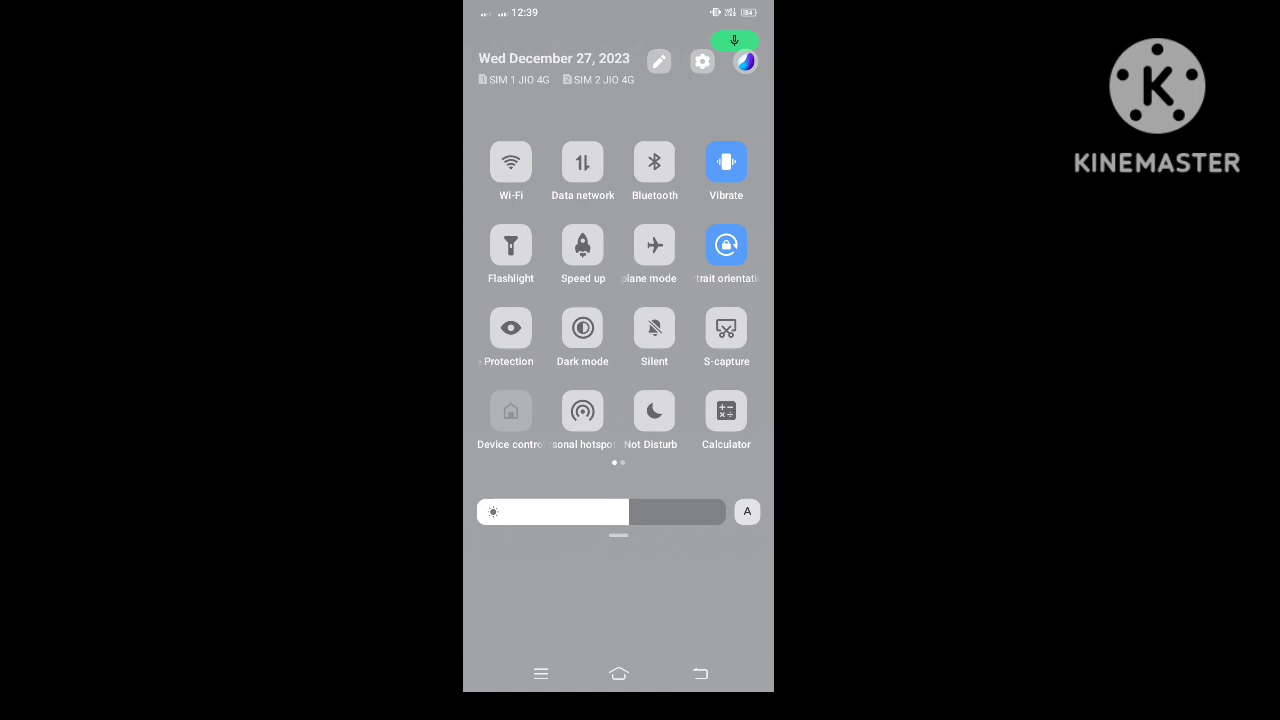 12:39
Wed December 27, 2023
SIM 1 JIO 4G SIM 2 JIO 4G
K
KINEMASTER
Wi-Fi Data network Bluetooth Vibrate
Flashlight Speed up plane mode trait orientati
Protection Dark mode Silent S-capture
Device contro sonal hotspot Not Disturb Calculator
A